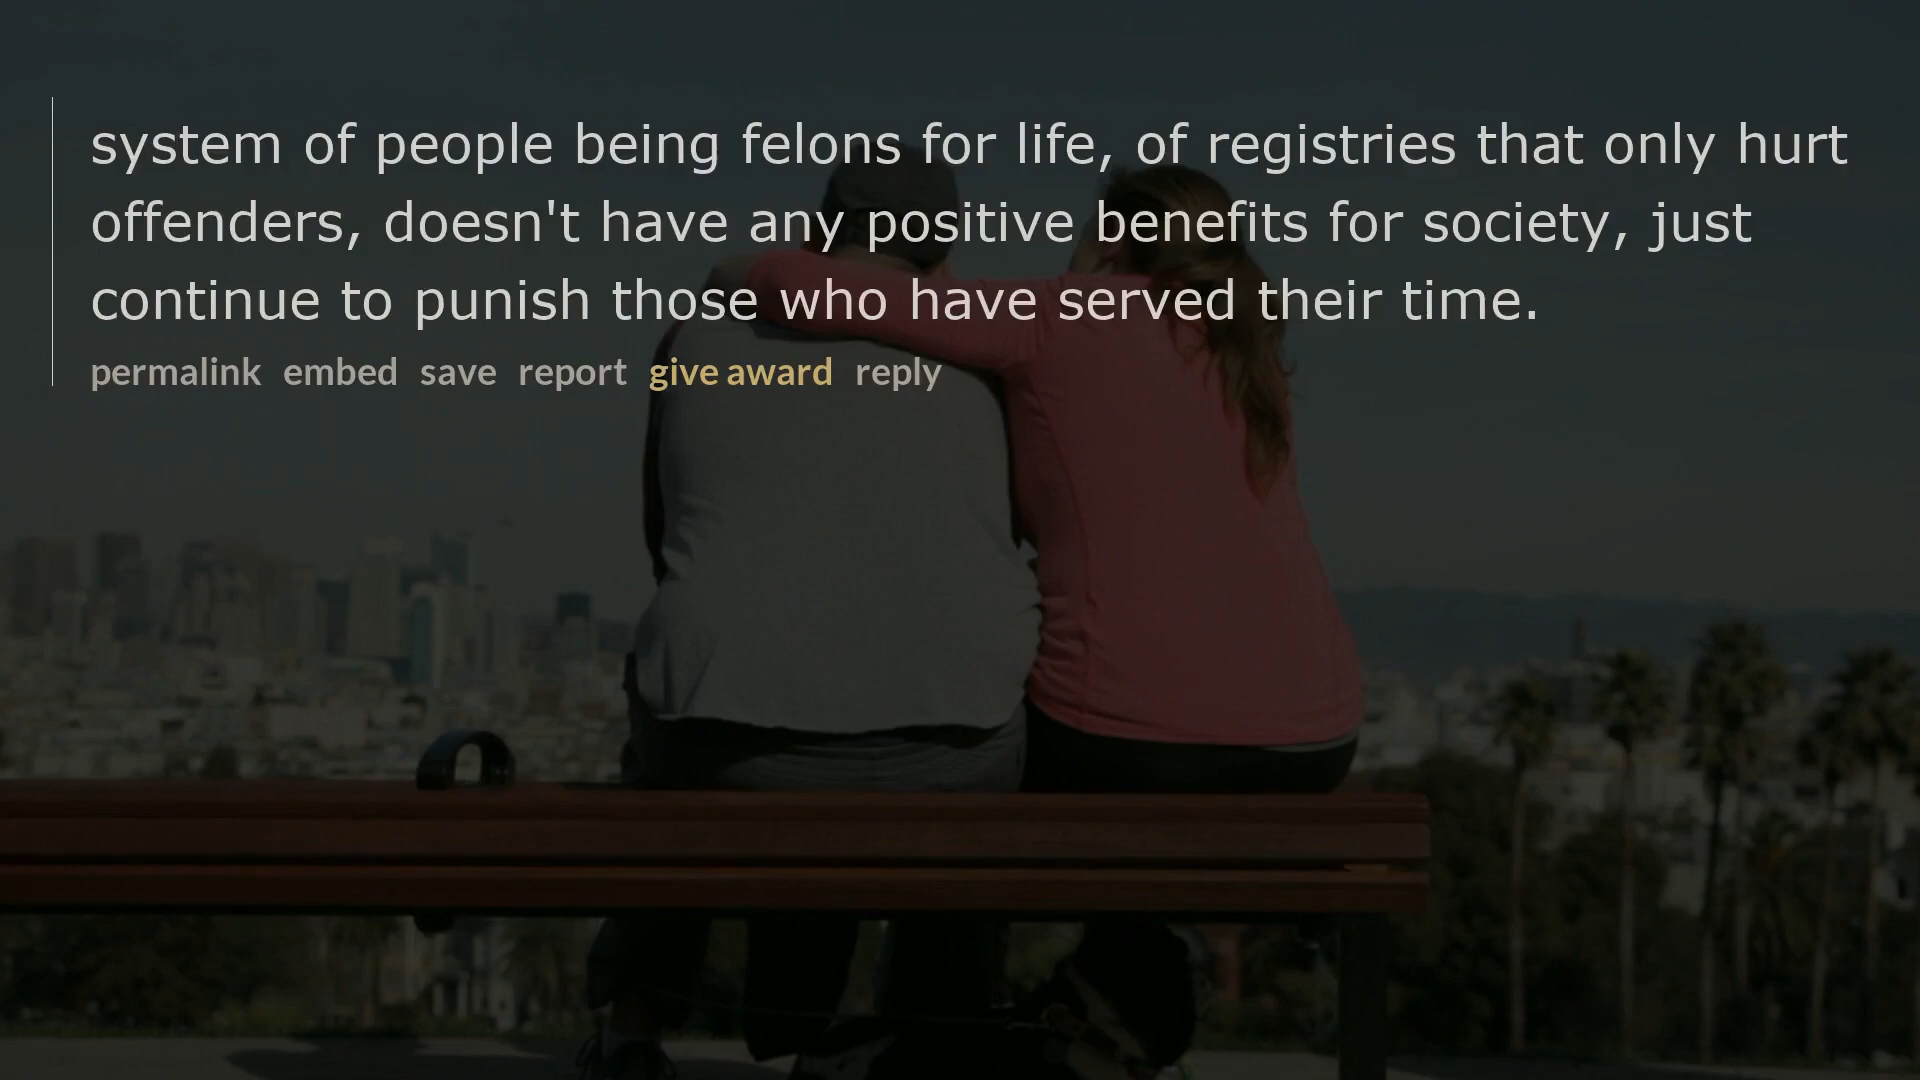 system of people being felons for life, of registries that only hurt
offenders, doesn't have any positive benefits for society, just
continue to punish those who have served their time.
permalink embed save report give award reply